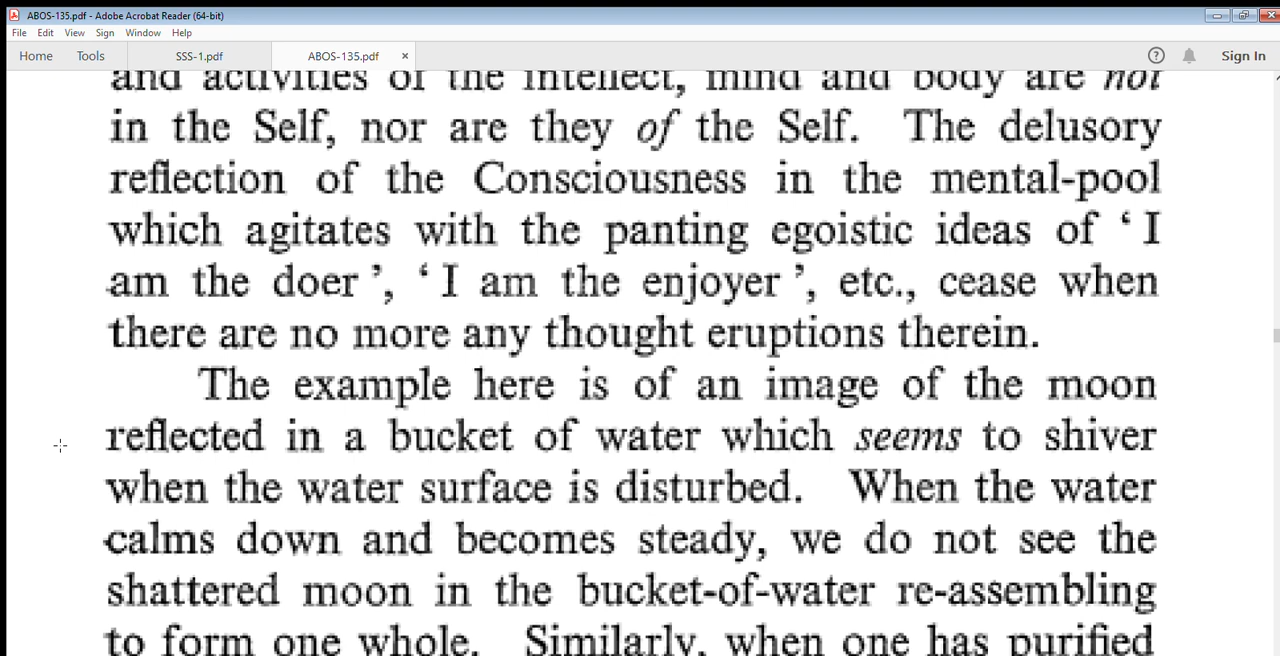 ABOS-135.pdf - Adobe Acrobat Reader (64-bit)
File Edit View Sign Window Help
Home Tools SSS-1.pdf ABOS-135.pdf × ? Sign In
and activities of the intellect, mind and body are not
in the Self, nor are they of the Self. The delusory
reflection of the Consciousness in the mental-pool
which agitates with the panting egoistic ideas of ‘ I
am the doer ’, ‘ I am the enjoyer ’, etc., cease when
there are no more any thought eruptions therein.
The example here is of an image of the moon
reflected in a bucket of water which seems to shiver
when the water surface is disturbed. When the water
calms down and becomes steady, we do not see the
shattered moon in the bucket-of-water re-assembling
to form one whole. Similarly, when one has purified